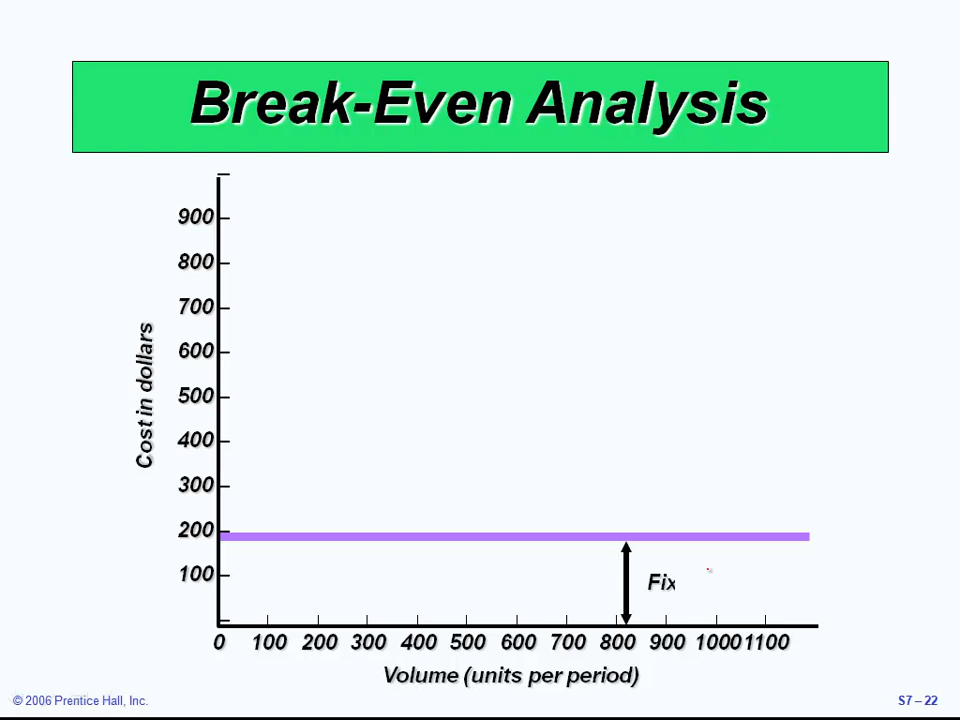 Break-Even Analysis
900
800
700
600
500
400
300
200
100
Cost in dollars
Fix
0 100 200 300 400 500 600 700 800 900 1000 1100
Volume (units per period)
© 2006 Prentice Hall, Inc.
S7 – 22